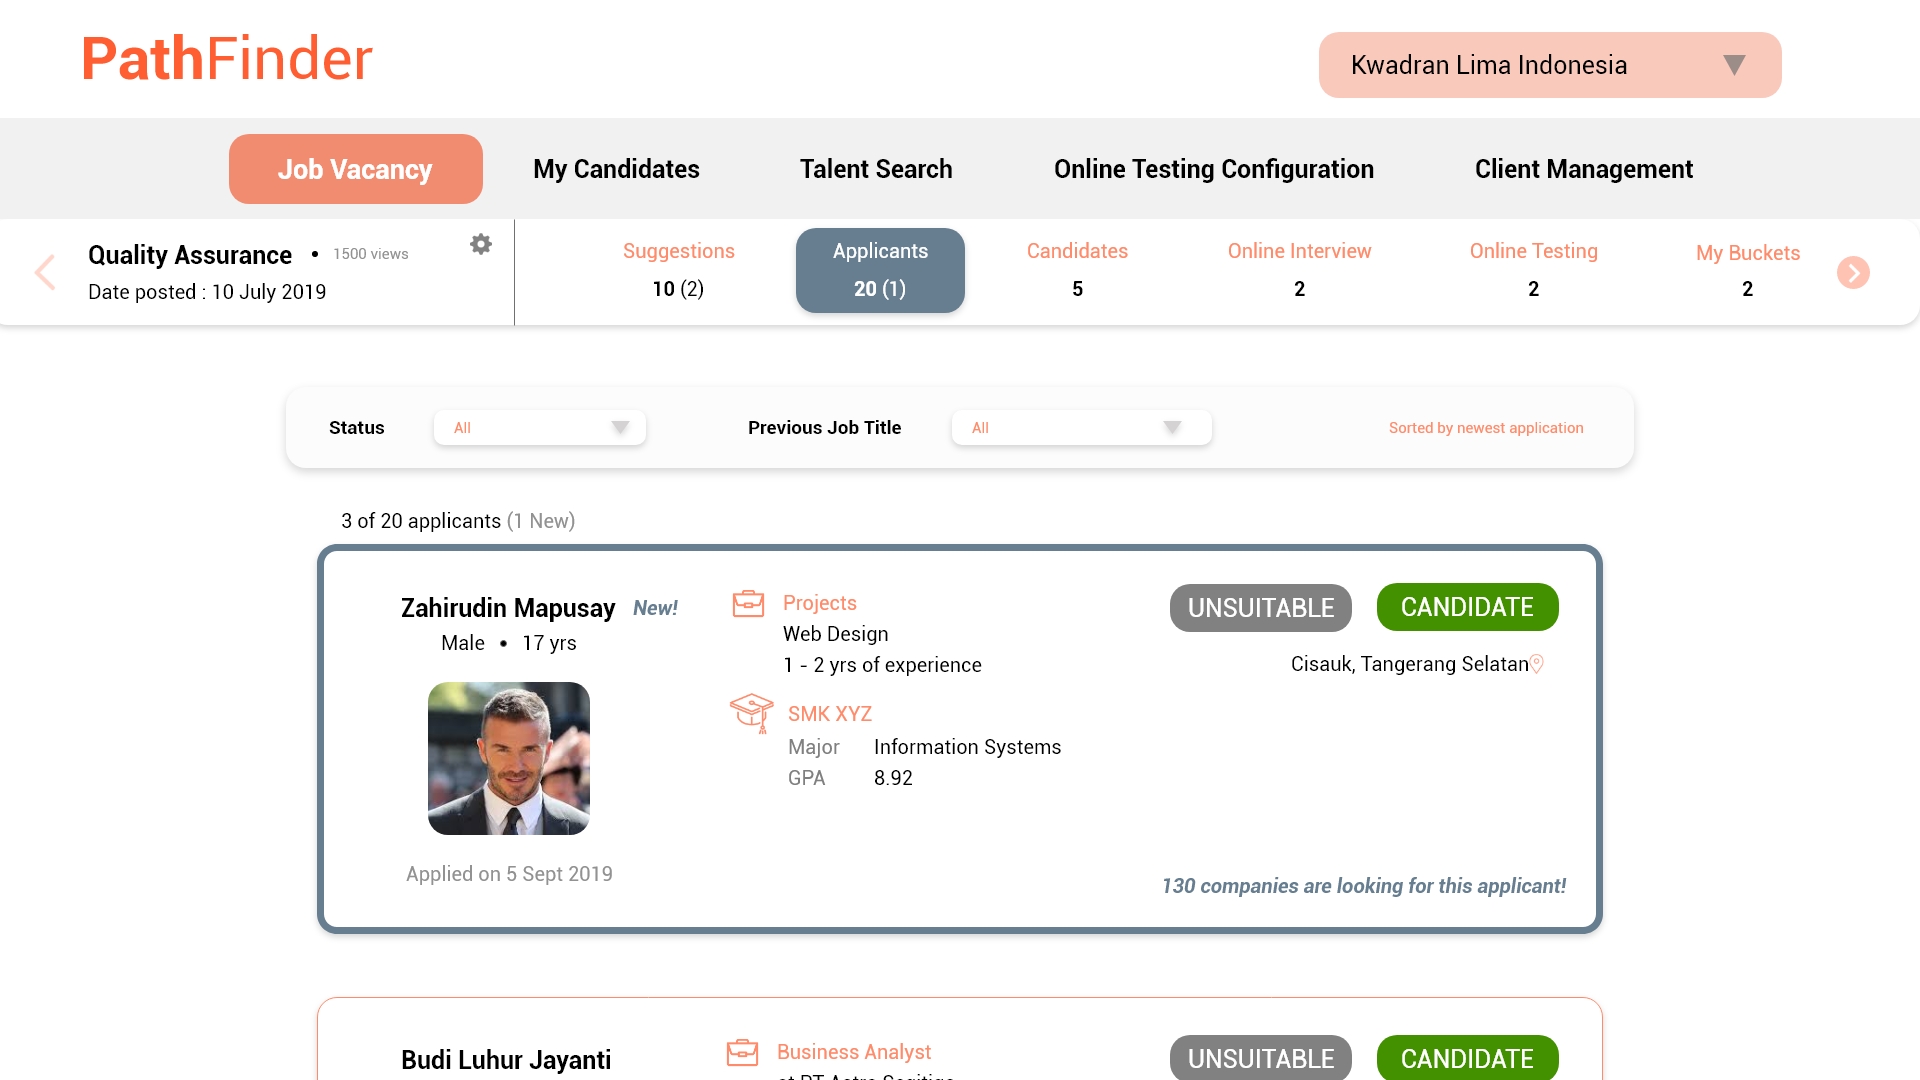 PathFinder
Kwadran Lima Indonesia
Job Vacancy
My Candidates
Talent Search
Online Testing Configuration
Client Management
Quality Assurance • 1500 views
Date posted : 10 July 2019
Suggestions
10 (2)
Applicants
20 (1)
Candidates
5
Online Interview
2
Online Testing
2
My Buckets
2
Status
All
Previous Job Title
All
Sorted by newest application
3 of 20 applicants (1 New)
Zahirudin Mapusay New!
Male • 17 yrs
Applied on 5 Sept 2019
Projects
Web Design
1 - 2 yrs of experience
SMK XYZ
Major Information Systems
GPA 8.92
UNSUITABLE
CANDIDATE
Cisauk, Tangerang Selatan
130 companies are looking for this applicant!
Budi Luhur Jayanti
Business Analyst
UNSUITABLE
CANDIDATE